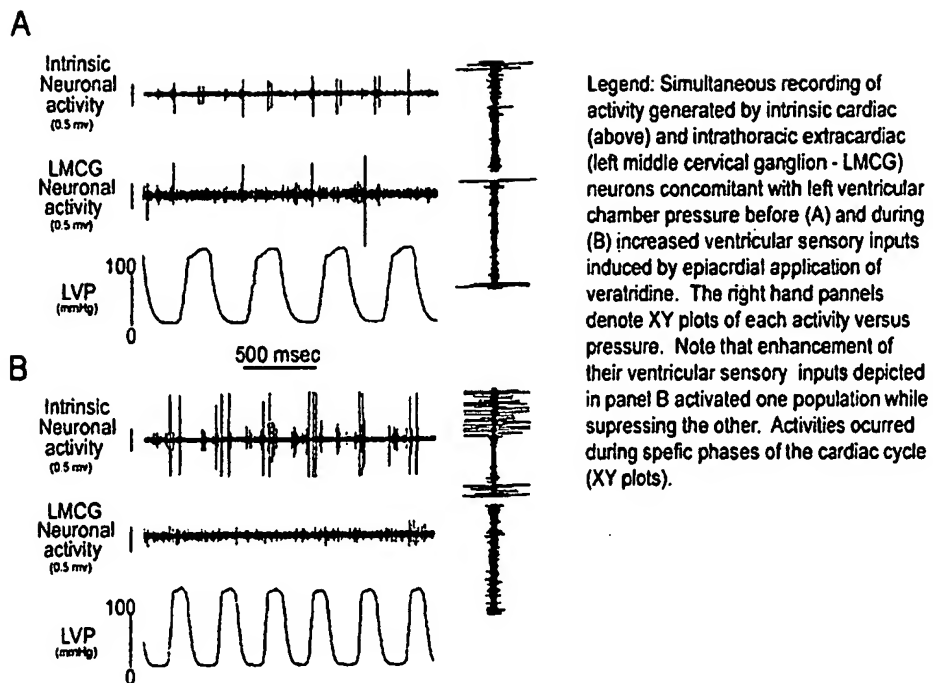 A
Intrinsic
Neuronal
activity
(0.5 mv)
LMCG
Neuronal
activity
(0.5 mv)
100
LVP
(mmHg)
0
500 msec
B
Intrinsic
Neuronal
activity
(0.5 mv)
LMCG
Neuronal
activity
(0.5 mv)
100
LVP
(mmHg)
0
Legend: Simultaneous recording of
activity generated by intrinsic cardiac
(above) and intrathoracic extracardiac
(left middle cervical ganglion - LMCG)
neurons concomitant with left ventricular
chamber pressure before (A) and during
(B) increased ventricular sensory inputs
induced by epiacrdial application of
veratridine. The right hand pannels
denote XY plots of each activity versus
pressure. Note that enhancement of
their ventricular sensory inputs depicted
in panel B activated one population while
supressing the other. Activities ocurred
during spefic phases of the cardiac cycle
(XY plots).